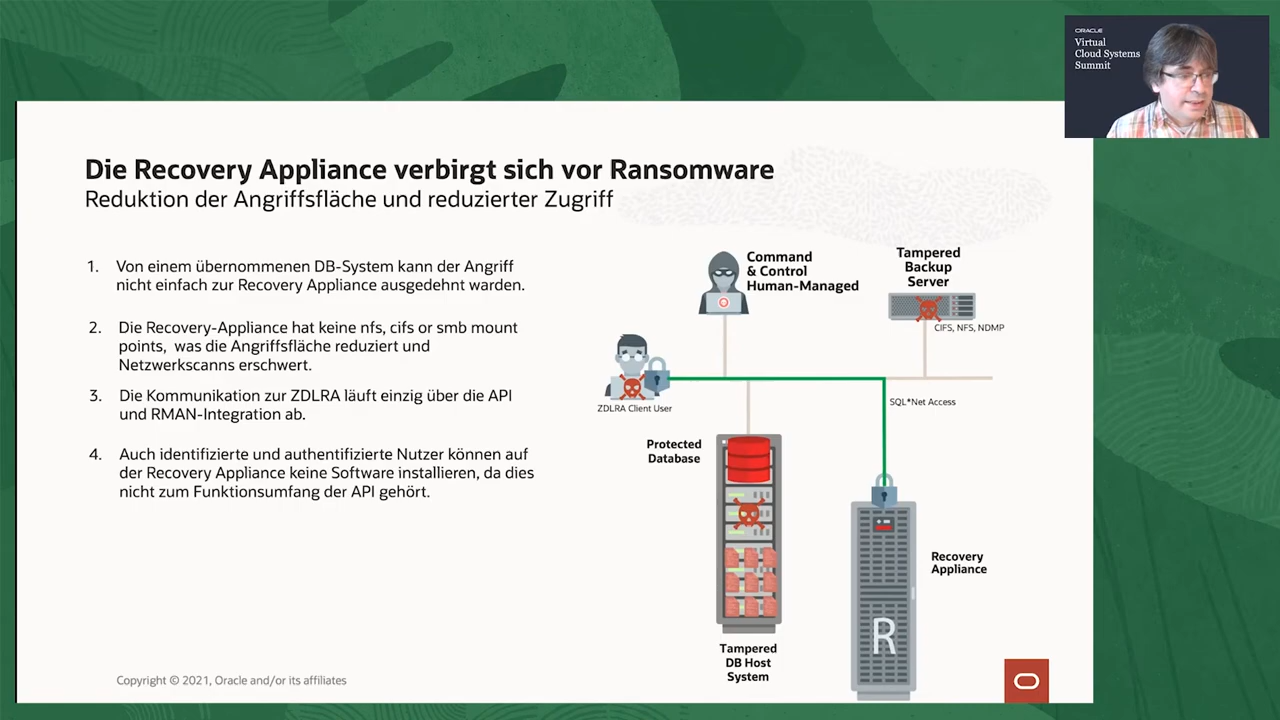 ORACLE
Virtual
Cloud Systems
Summit
Die Recovery Appliance verbirgt sich vor Ransomware
Reduktion der Angriffsfläche und reduzierter Zugriff
1. Von einem übernommenen DB-System kann der Angriff
nicht einfach zur Recovery Appliance ausgedehnt warden.
2. Die Recovery-Appliance hat keine nfs, cifs or smb mount
points, was die Angriffsfläche reduziert und
Netzwerkscanns erschwert.
3. Die Kommunikation zur ZDLRA läuft einzig über die API
und RMAN-Integration ab.
4. Auch identifizierte und authentifizierte Nutzer können auf
der Recovery Appliance keine Software installieren, da dies
nicht zum Funktionsumfang der API gehört.
Command
& Control
Human-Managed
Tampered
Backup
Server
CIFS, NFS, NDMP
ZDLRA Client User
SQL*Net Access
Protected
Database
Recovery
Appliance
R
Tampered
DB Host
System
Copyright © 2021, Oracle and/or its affiliates